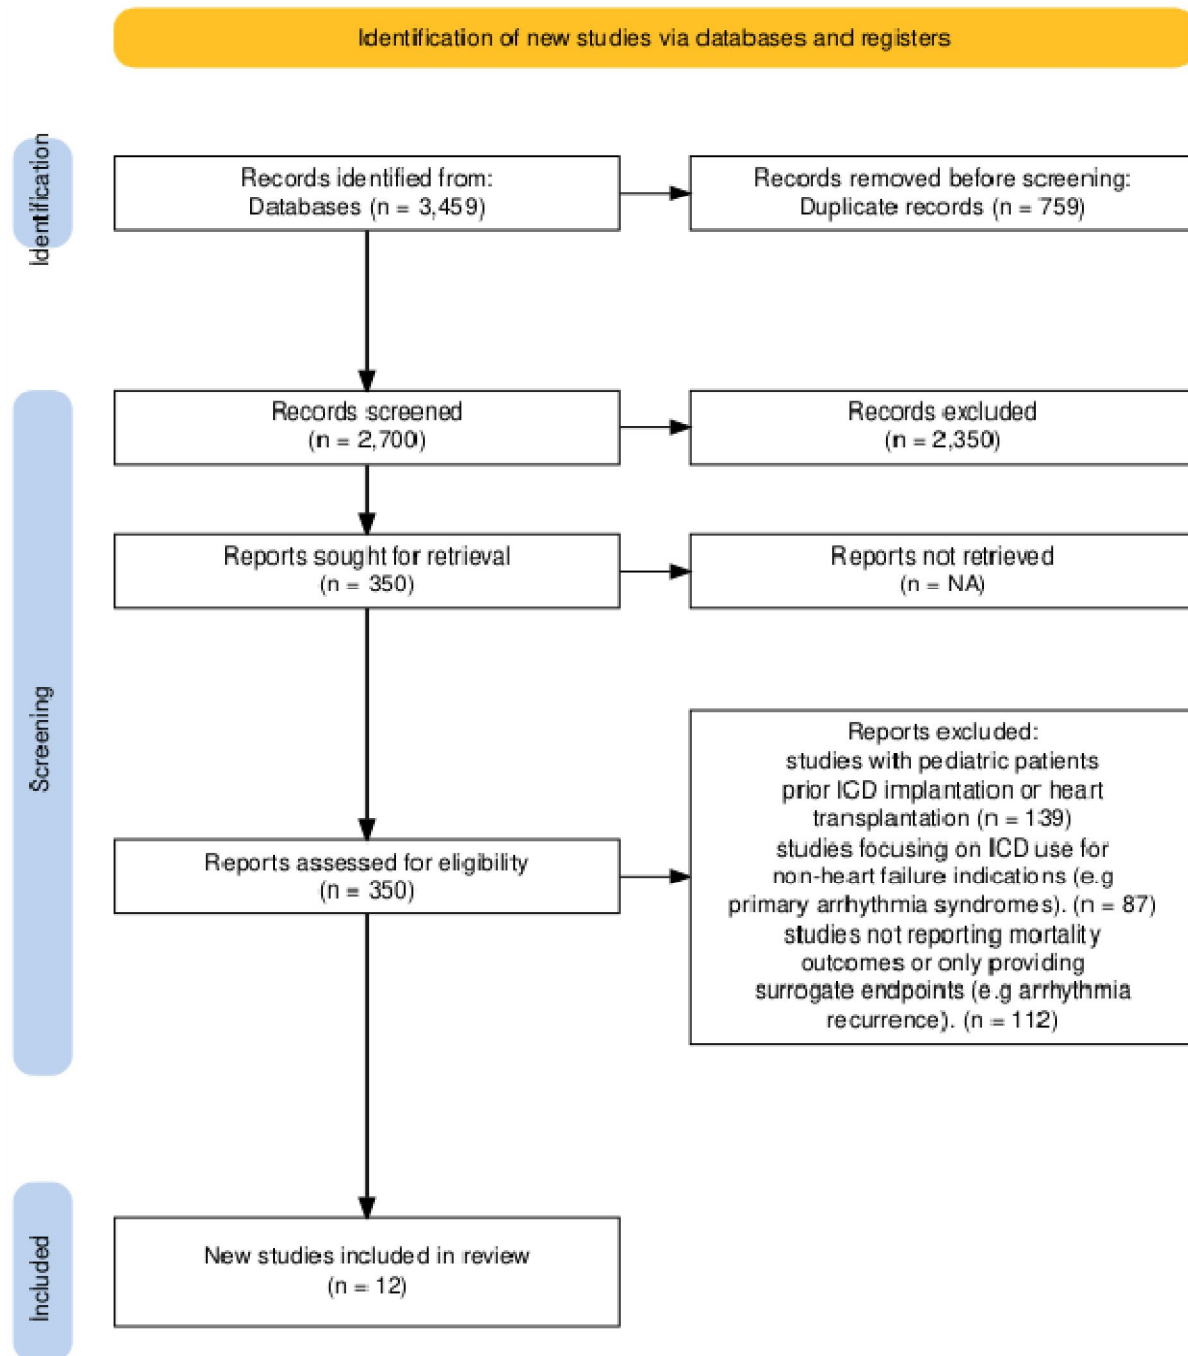 Identification of new studies via databases and registers
Identification
Records identified from:
Databases (n = 3,459)
Records removed before screening:
Duplicate records (n = 759)
Screening
Records screened
(n = 2,700)
Records excluded
(n = 2,350)
Reports sought for retrieval
(n = 350)
Reports not retrieved
(n = NA)
Reports assessed for eligibility
(n = 350)
Reports excluded:
studies with pediatric patients
prior ICD implantation or heart
transplantation (n = 139)
studies focusing on ICD use for
non-heart failure indications (e.g
primary arrhythmia syndromes). (n = 87)
studies not reporting mortality
outcomes or only providing
surrogate endpoints (e.g arrhythmia
recurrence). (n = 112)
Included
New studies included in review
(n = 12)